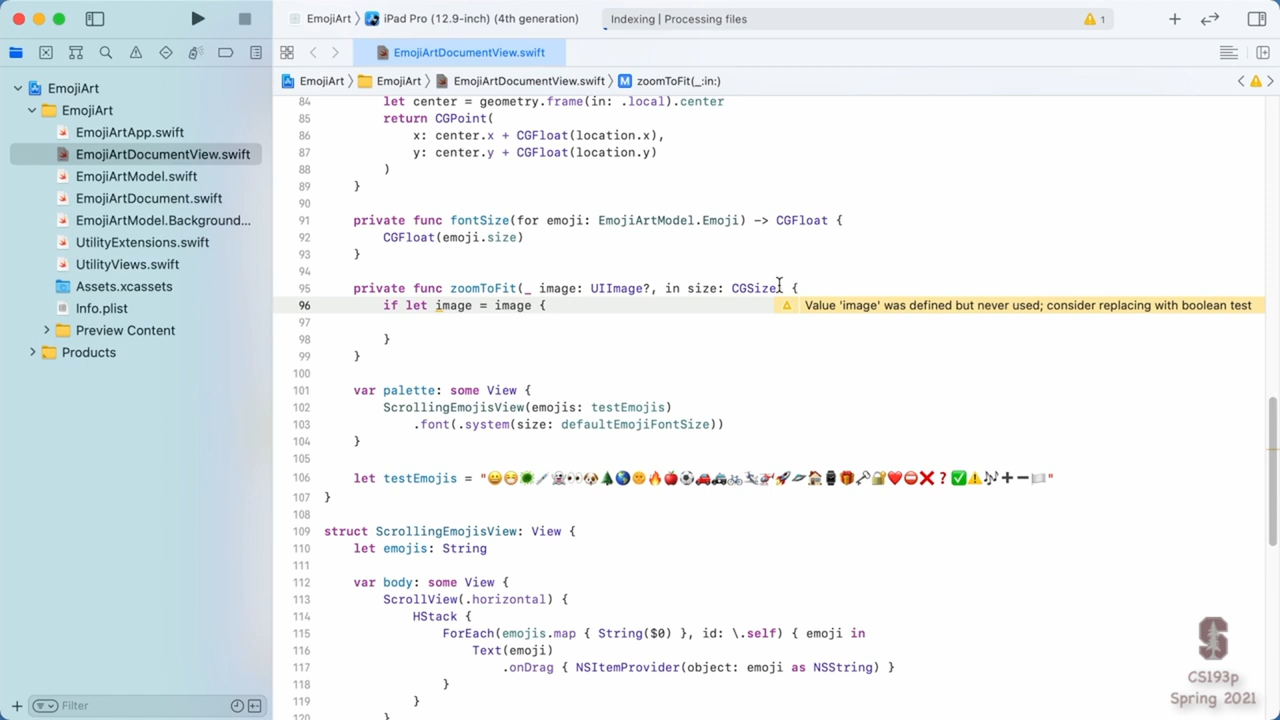 EmojiArt
iPad Pro (12.9-inch) (4th generation)
Indexing | Processing files
1
EmojiArtDocumentView.swift
EmojiArt
EmojiArt
EmojiArtDocumentView.swift
M
zoomToFit(_:in:)
EmojiArt
EmojiArt
EmojiArtApp.swift
EmojiArtDocumentView.swift
EmojiArtModel.swift
EmojiArtDocument.swift
EmojiArtModel.Background...
UtilityExtensions.swift
UtilityViews.swift
Assets.xcassets
Info.plist
Preview Content
Products
Filter
84 let center = geometry.frame(in: .local).center
85 return CGPoint(
86 x: center.x + CGFloat(location.x),
87 y: center.y + CGFloat(location.y)
88 )
89 }
90
91 private func fontSize(for emoji: EmojiArtModel.Emoji) -> CGFloat {
92 CGFloat(emoji.size)
93 }
94
95 private func zoomToFit(_ image: UIImage?, in size: CGSize) {
96 if let image = image {
Value 'image' was defined but never used; consider replacing with boolean test
97
98 }
99 }
100
101 var palette: some View {
102 ScrollingEmojisView(emojis: testEmojis)
103 .font(.system(size: defaultEmojiFontSize))
104 }
105
106 let testEmojis = "😀😷🦠💉👻👀🐶🌲🌎🌞🔥🍎⚽️🚗🚓🚲🛩🚁🚀🛸🏠⌚️🎁🗝🔐❤️⛔️❌❓✅⚠️🎶➕➖🏳️"
107 }
108
109 struct ScrollingEmojisView: View {
110 let emojis: String
111
112 var body: some View {
113 ScrollView(.horizontal) {
114 HStack {
115 ForEach(emojis.map { String($0) }, id: \.self) { emoji in
116 Text(emoji)
117 .onDrag { NSItemProvider(object: emoji as NSString) }
118 }
119 }
120 }
CS193p
Spring 2021